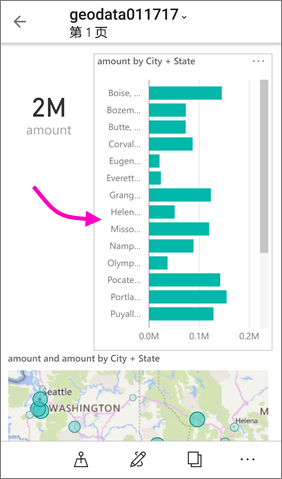 geodata011717
第 1 页
amount by City + State
...
2M
amount
Boise, ...
Bozem...
Butte, ...
Corval...
Eugen...
Everett...
Grang...
Helen...
Misso...
Namp...
Olymp...
Pocate...
Portla...
Puyall...
0.0M 0.1M 0.2M
amount and amount by City + State
Seattle
WASHINGTON
Helena
...